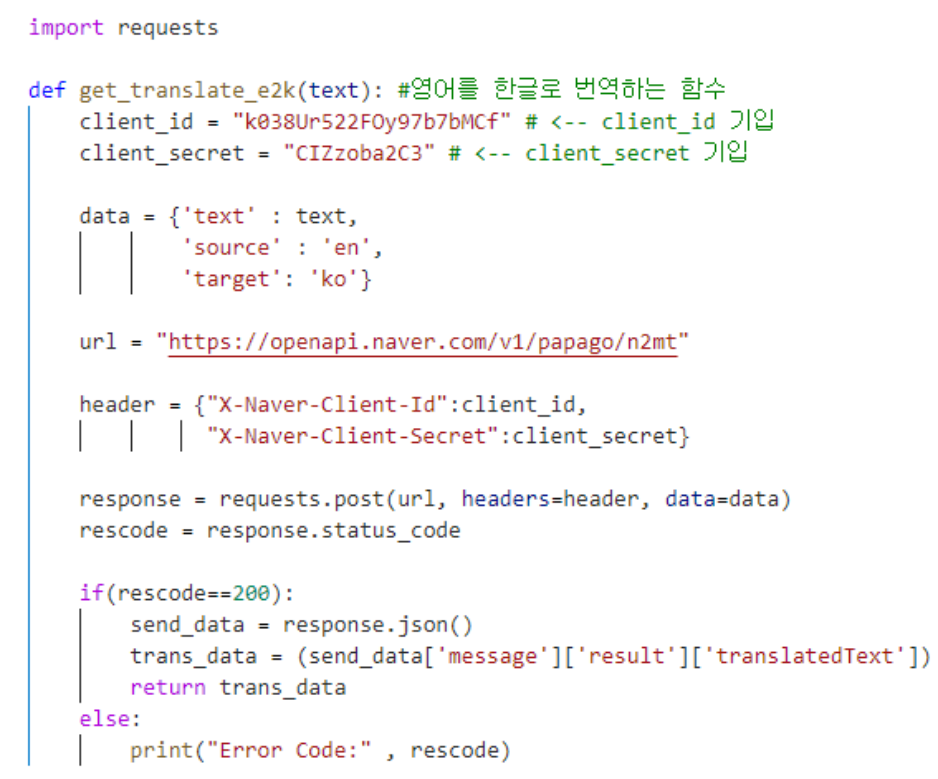 import requests
def get_translate_e2k(text): #영어를 한글로 번역하는 함수
client_id = "k038Ur522FOy97b7bMCf" # <-- client_id 기입
client_secret = "CIZzoba2C3" # <-- client_secret 기입
data = {'text' : text,
'source' : 'en',
'target': 'ko'}
url = "https://openapi.naver.com/v1/papago/n2mt"
header = {"X-Naver-Client-Id":client_id,
"X-Naver-Client-Secret":client_secret}
response = requests.post(url, headers=header, data=data)
rescode = response.status_code
if(rescode==200):
send_data = response.json()
trans_data = (send_data['message']['result']['translatedText'])
return trans_data
else:
print("Error Code:" , rescode)